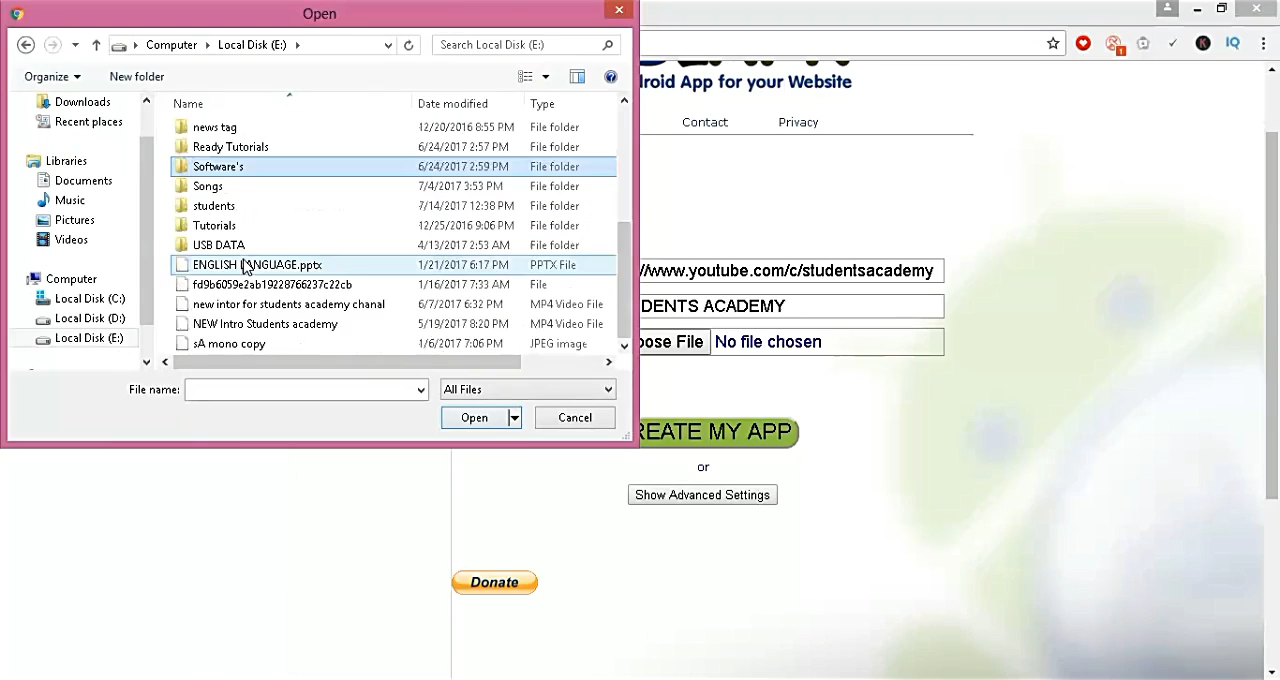 Open
Computer
Local Disk (E:)
Search Local Disk (E:)
Organize
New folder
Downloads
Recent places
Libraries
Documents
Music
Pictures
Videos
Computer
Local Disk (C:)
Local Disk (D:)
Local Disk (E:)
Name Date modified Type
news tag 12/20/2016 8:55 PM File folder
Ready Tutorials 6/24/2017 2:57 PM File folder
Software's 6/24/2017 2:59 PM File folder
Songs 7/4/2017 3:53 PM File folder
students 7/14/2017 12:38 PM File folder
Tutorials 12/25/2016 9:06 PM File folder
USB DATA 4/13/2017 2:53 AM File folder
ENGLISH LANGUAGE.pptx 1/21/2017 6:17 PM PPTX File
fd9b6059e2ab19228766237c22cb 1/16/2017 7:33 AM File
new intor for students academy chanal 6/7/2017 6:32 PM MP4 Video File
NEW Intro Students academy 5/19/2017 8:20 PM MP4 Video File
sA mono copy 1/6/2017 7:06 PM JPEG image
File name:
All Files
Open
Cancel
K
IQ
1
droid App for your Website
Contact
Privacy
//www.youtube.com/c/studentsacademy
DENTS ACADEMY
oose File No file chosen
REATE MY APP
or
Show Advanced Settings
Donate